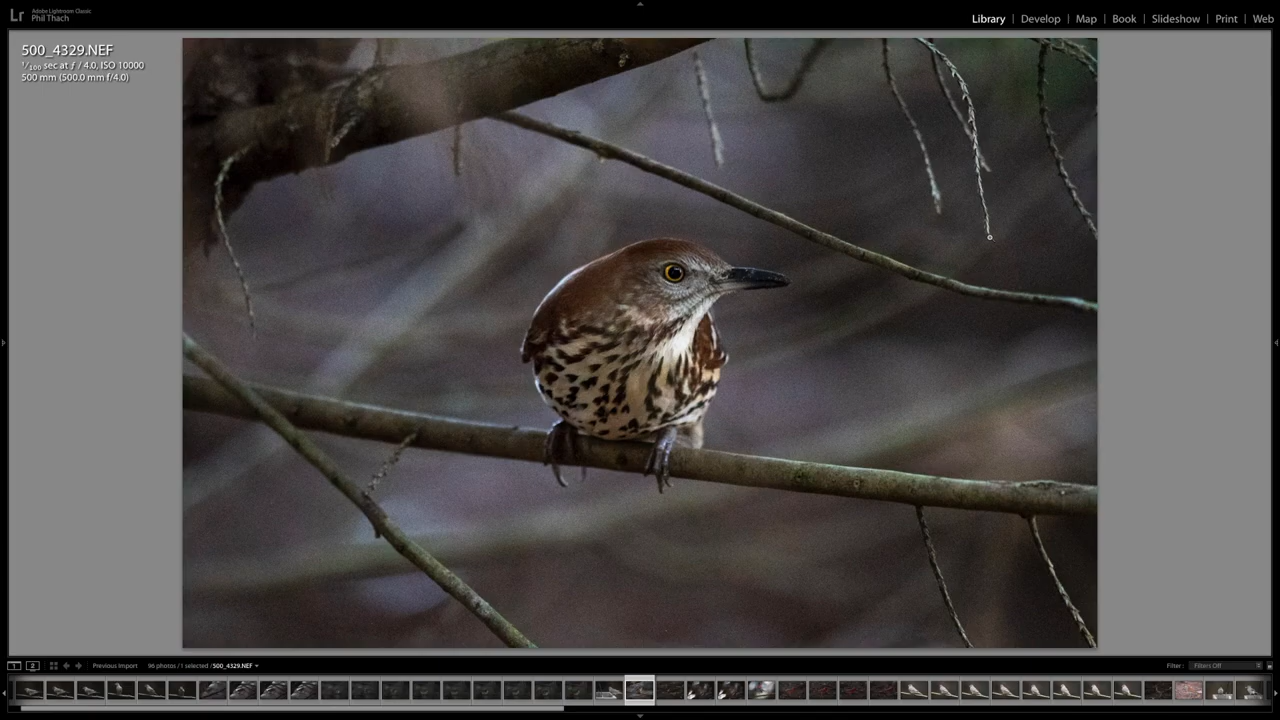 Lr
Adobe Lightroom Classic
Phil Thach
Library | Develop | Map | Book | Slideshow | Print | Web
500_4329.NEF
1/100 sec at ƒ / 4.0, ISO 10000
500 mm (500.0 mm f/4.0)
1 2 Previous Import 96 photos / 1 selected / 500_4329.NEF Filter : Filters Off